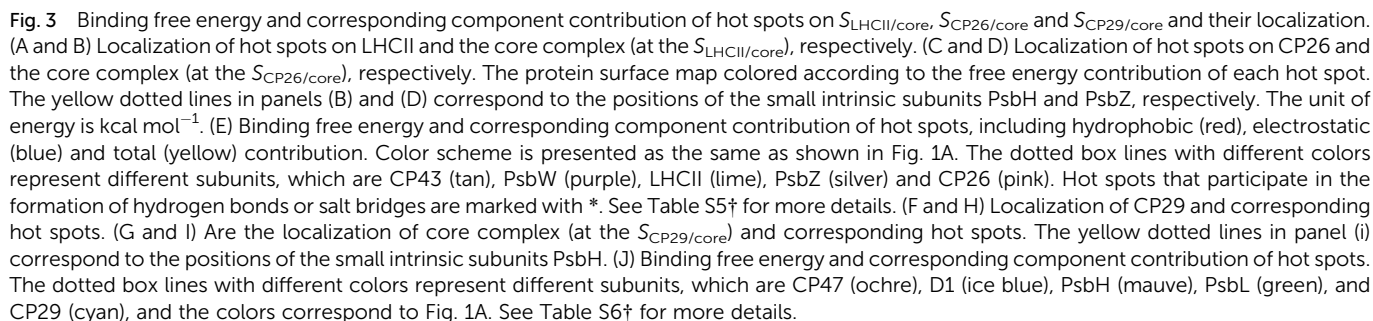 Fig. 3 Binding free energy and corresponding component contribution of hot spots on S_LHCII/core, S_CP26/core and S_CP29/core and their localization.
(A and B) Localization of hot spots on LHCII and the core complex (at the S_LHCII/core), respectively. (C and D) Localization of hot spots on CP26 and
the core complex (at the S_CP26/core), respectively. The protein surface map colored according to the free energy contribution of each hot spot.
The yellow dotted lines in panels (B) and (D) correspond to the positions of the small intrinsic subunits PsbH and PsbZ, respectively. The unit of
energy is kcal mol⁻¹. (E) Binding free energy and corresponding component contribution of hot spots, including hydrophobic (red), electrostatic
(blue) and total (yellow) contribution. Color scheme is presented as the same as shown in Fig. 1A. The dotted box lines with different colors
represent different subunits, which are CP43 (tan), PsbW (purple), LHCII (lime), PsbZ (silver) and CP26 (pink). Hot spots that participate in the
formation of hydrogen bonds or salt bridges are marked with *. See Table S5† for more details. (F and H) Localization of CP29 and corresponding
hot spots. (G and I) Are the localization of core complex (at the S_CP29/core) and corresponding hot spots. The yellow dotted lines in panel (i)
correspond to the positions of the small intrinsic subunits PsbH. (J) Binding free energy and corresponding component contribution of hot spots.
The dotted box lines with different colors represent different subunits, which are CP47 (ochre), D1 (ice blue), PsbH (mauve), PsbL (green), and
CP29 (cyan), and the colors correspond to Fig. 1A. See Table S6† for more details.